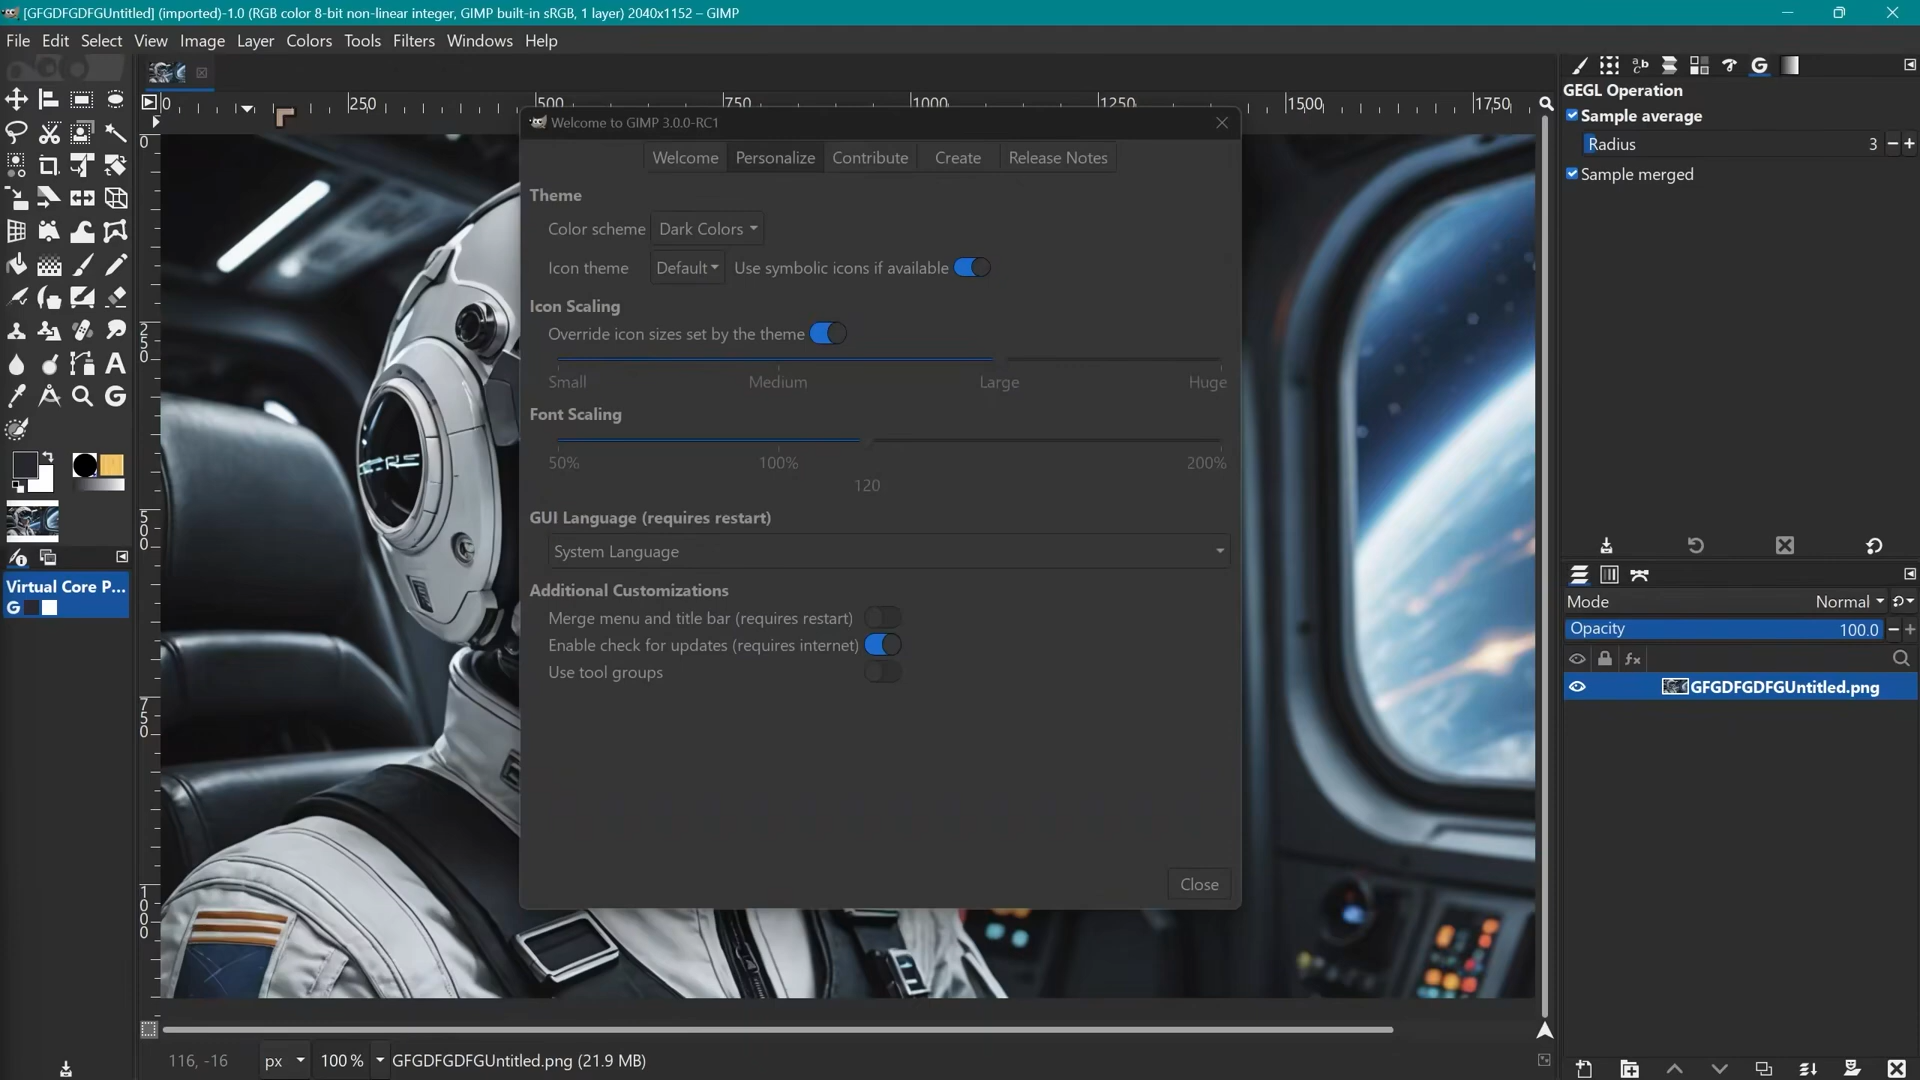 [GFGDFGDFGUntitled] (imported)-1.0 (RGB color 8-bit non-linear integer, GIMP built-in sRGB, 1 layer) 2040x1152 – GIMP
File Edit Select View Image Layer Colors Tools Filters Windows Help
0 250 500 750 1000 1250 1500 1750
Welcome to GIMP 3.0.0-RC1
Welcome Personalize Contribute Create Release Notes
Theme
Color scheme Dark Colors
Icon theme Default Use symbolic icons if available
Icon Scaling
Override icon sizes set by the theme
Small Medium Large Huge
Font Scaling
50% 100% 200%
120
GUI Language (requires restart)
System Language
Additional Customizations
Merge menu and title bar (requires restart)
Enable check for updates (requires internet)
Use tool groups
Close
0
250
500
750
1000
Virtual Core P...
GEGL Operation
Sample average
Radius 3
Sample merged
Mode Normal
Opacity 100.0
fx
GFGDFGDFGUntitled.png
116, -16 px 100 % GFGDFGDFGUntitled.png (21.9 MB)